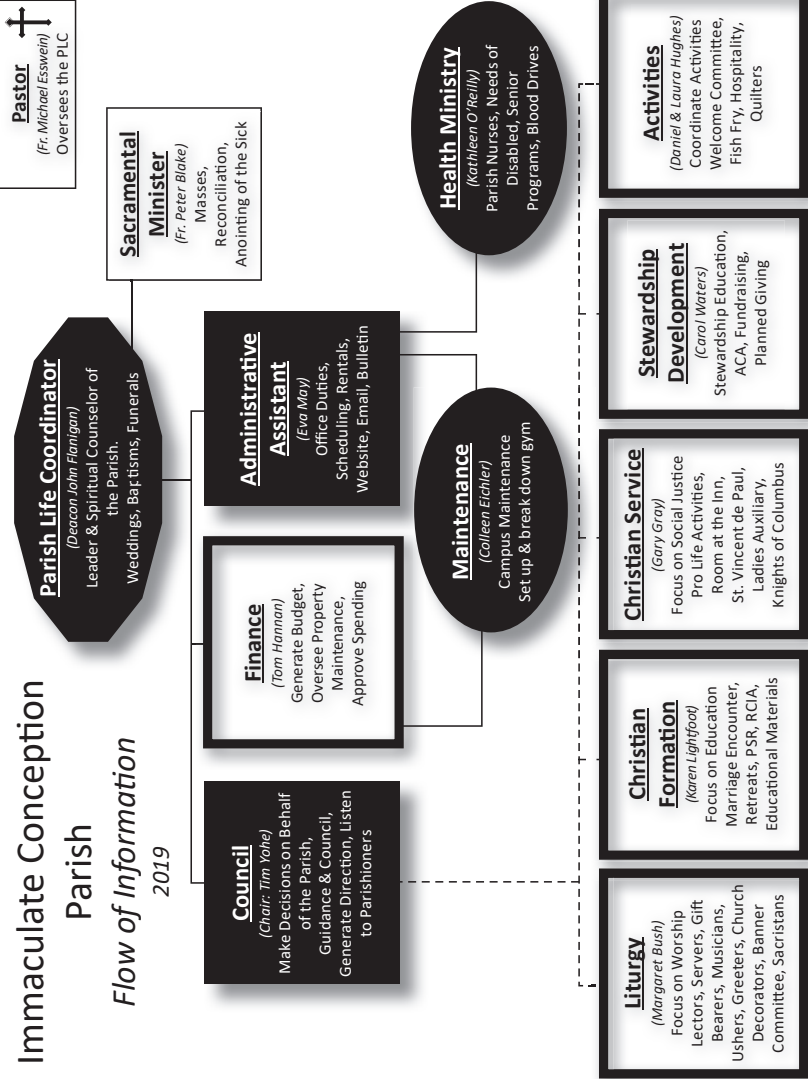 Immaculate Conception
Parish
Flow of Information
2019
Pastor
(Fr. Michael Esswein)
Oversees the PLC
Parish Life Coordinator
(Deacon John Flanigan)
Leader & Spiritual Counselor of
the Parish.
Weddings, Baptisms, Funerals
Sacramental
Minister
(Fr. Peter Blake)
Masses,
Reconciliation,
Anointing of the Sick
Council
(Chair: Tim Yohe)
Make Decisions on Behalf
of the Parish,
Guidance & Council,
Generate Direction, Listen
to Parishioners
Finance
(Tom Hannan)
Generate Budget,
Oversee Property
Maintenance,
Approve Spending
Administrative
Assistant
(Eva May)
Office Duties,
Scheduling, Rentals,
Website, Email, Bulletin
Maintenance
(Colleen Eichler)
Campus Maintenance
Set up & break down gym
Health Ministry
(Kathleen O'Reilly)
Parish Nurses, Needs of
Disabled, Senior
Programs, Blood Drives
Liturgy
(Margaret Bush)
Focus on Worship
Lectors, Servers, Gift
Bearers, Musicians,
Ushers, Greeters, Church
Decorators, Banner
Committee, Sacristans
Christian
Formation
(Karen Lightfoot)
Focus on Education
Marriage Encounter,
Retreats, PSR, RCIA,
Educational Materials
Christian Service
(Gary Gray)
Focus on Social Justice
Pro Life Activities,
Room at the Inn,
St. Vincent de Paul,
Ladies Auxiliary,
Knights of Columbus
Stewardship
Development
(Carol Waters)
Stewardship Education,
ACA, Fundraising,
Planned Giving
Activities
(Daniel & Laura Hughes)
Coordinate Activities
Welcome Committee,
Fish Fry, Hospitality,
Quilters